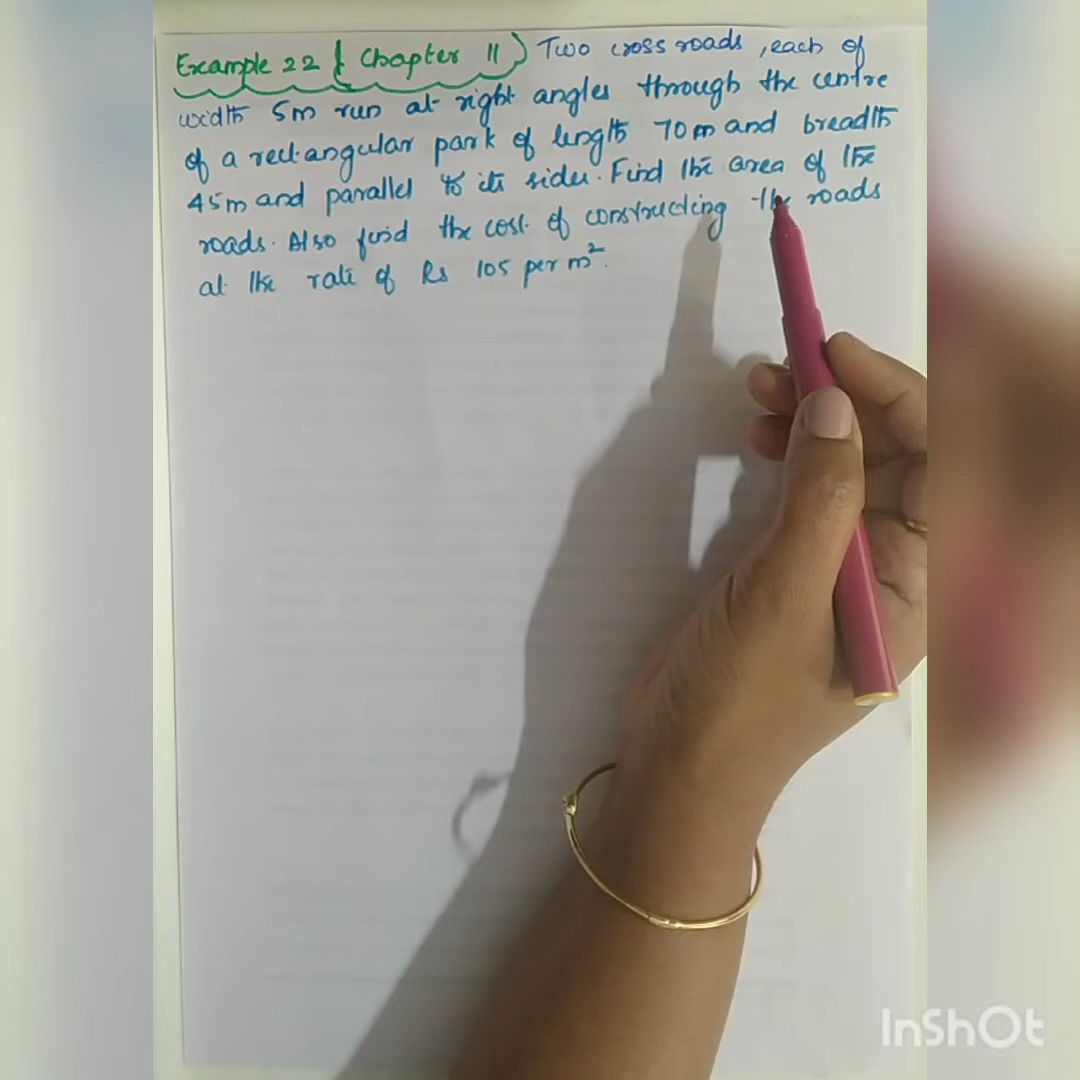 Example 22 { Chapter 11 } Two cross roads, each of
width 5m run at right angles through the centre
of a rectangular park of length 70 m and breadth
45m and parallel to its sides. Find the area of the
roads. Also find the cost of constructing the roads
at the rate of Rs 105 per m².
InShOt